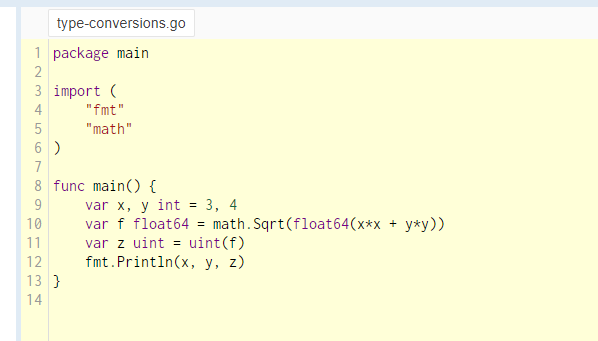 type-conversions.go
1 package main
2
3 import (
4     "fmt"
5     "math"
6 )
7
8 func main() {
9     var x, y int = 3, 4
10     var f float64 = math.Sqrt(float64(x*x + y*y))
11     var z uint = uint(f)
12     fmt.Println(x, y, z)
13 }
14